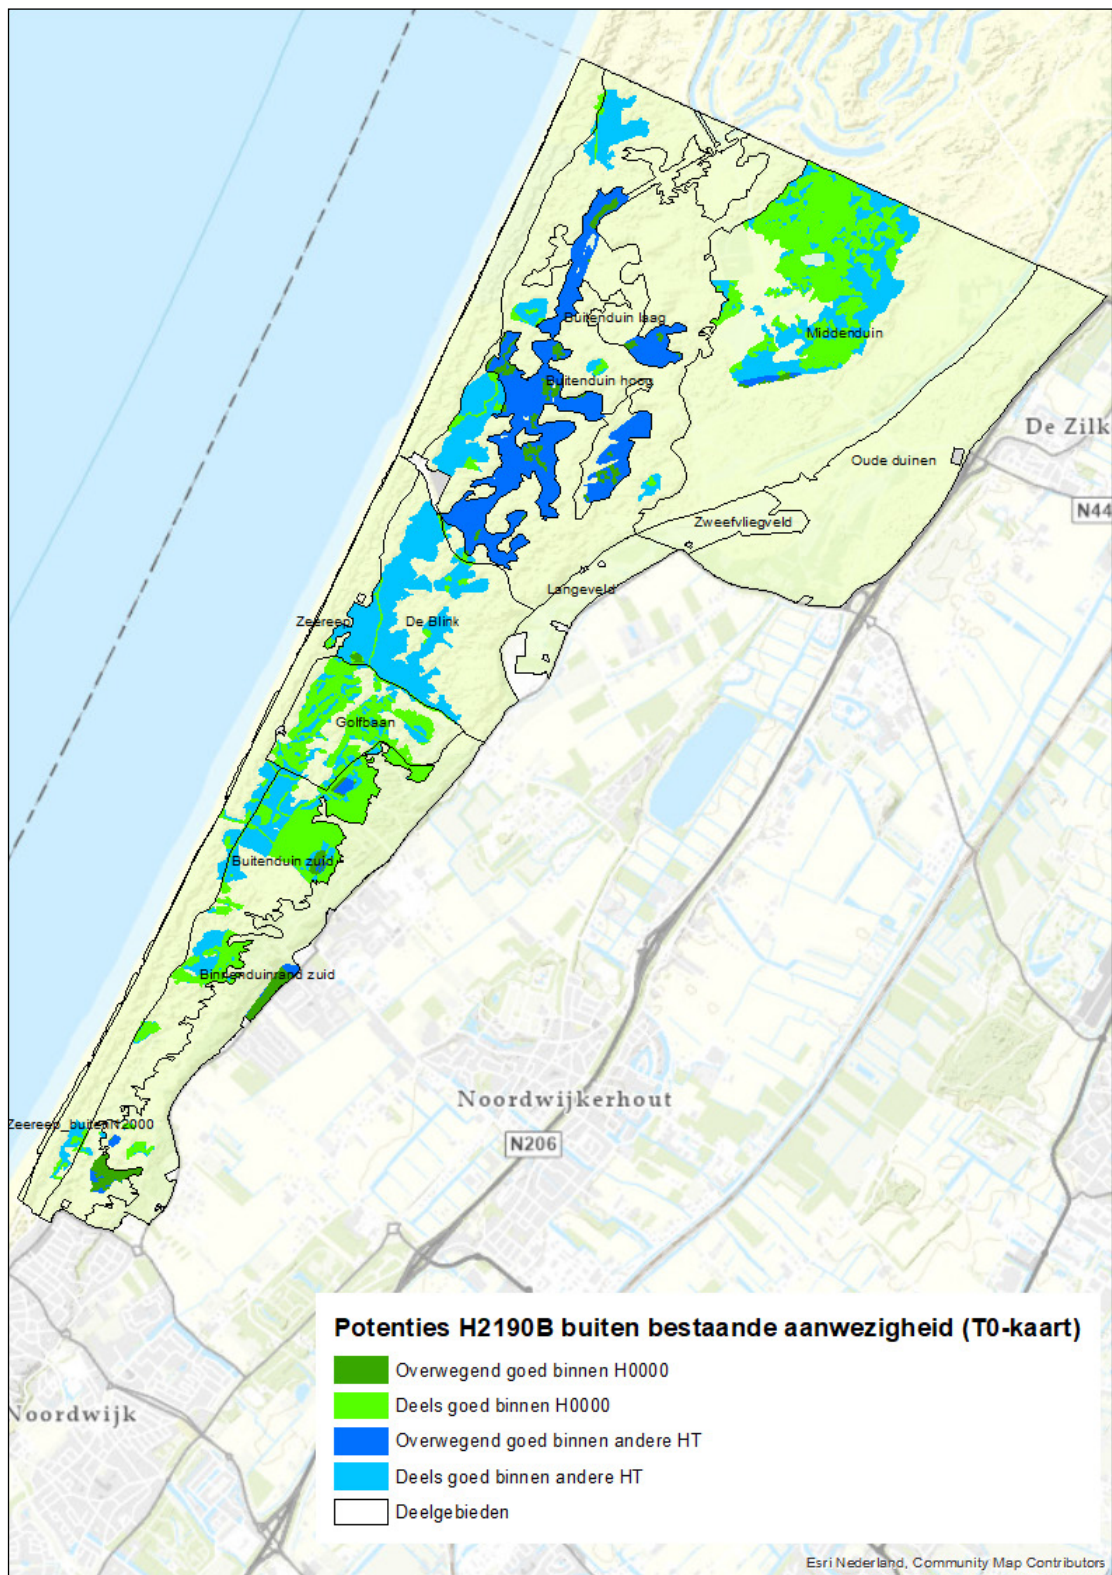 Buitenduin laag
Middenduin
Buitenduin hoog
De Zilk
Oude duinen
N44
Zweefvliegveld
Langeveld
Zeereep
De Blink
Golfbaan
Buitenduin zuid
Binnenduinrand zuid
Noordwijkerhout
Zeereep_buitenN2000
N206
Noordwijk
Potenties H2190B buiten bestaande aanwezigheid (T0-kaart)
Overwegend goed binnen H0000
Deels goed binnen H0000
Overwegend goed binnen andere HT
Deels goed binnen andere HT
Deelgebieden
Esri Nederland, Community Map Contributors